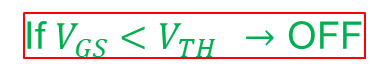 If V_GS < V_TH → OFF